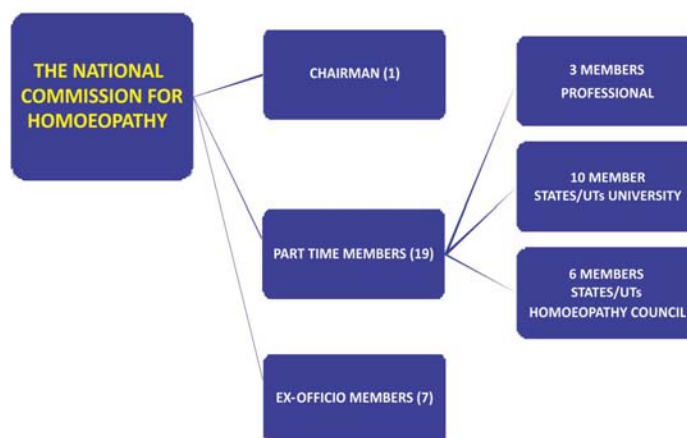 THE NATIONAL
COMMISSION FOR
HOMOEOPATHY
CHAIRMAN (1)
PART TIME MEMBERS (19)
EX-OFFICIO MEMBERS (7)
3 MEMBERS
PROFESSIONAL
10 MEMBER
STATES/UTs UNIVERSITY
6 MEMBERS
STATES/UTs
HOMOEOPATHY COUNCIL